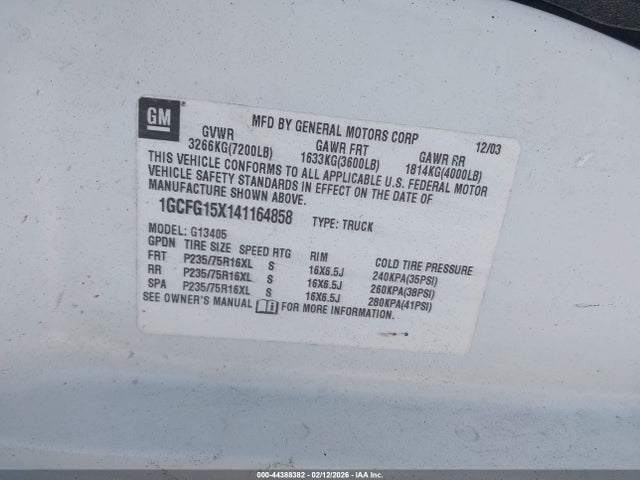 GM
MFD BY GENERAL MOTORS CORP 12/03
GVWR GAWR FRT GAWR RR
3266KG(7200LB) 1633KG(3600LB) 1814KG(4000LB)
THIS VEHICLE CONFORMS TO ALL APPLICABLE U.S. FEDERAL MOTOR
VEHICLE SAFETY STANDARDS IN EFFECT ON THE DATE OF
MANUFACTURE SHOWN ABOVE.
1GCFG15X141164858 TYPE: TRUCK
MODEL: G13405
GPDN TIRE SIZE SPEED RTG RIM COLD TIRE PRESSURE
FRT P235/75R16XL S 16X6.5J 240KPA(35PSI)
RR P235/75R16XL S 16X6.5J 260KPA(38PSI)
SPA P235/75R16XL S 16X6.5J 280KPA(41PSI)
SEE OWNER'S MANUAL FOR MORE INFORMATION.
000-44388382 - 02/12/2026 - IAAI.COM